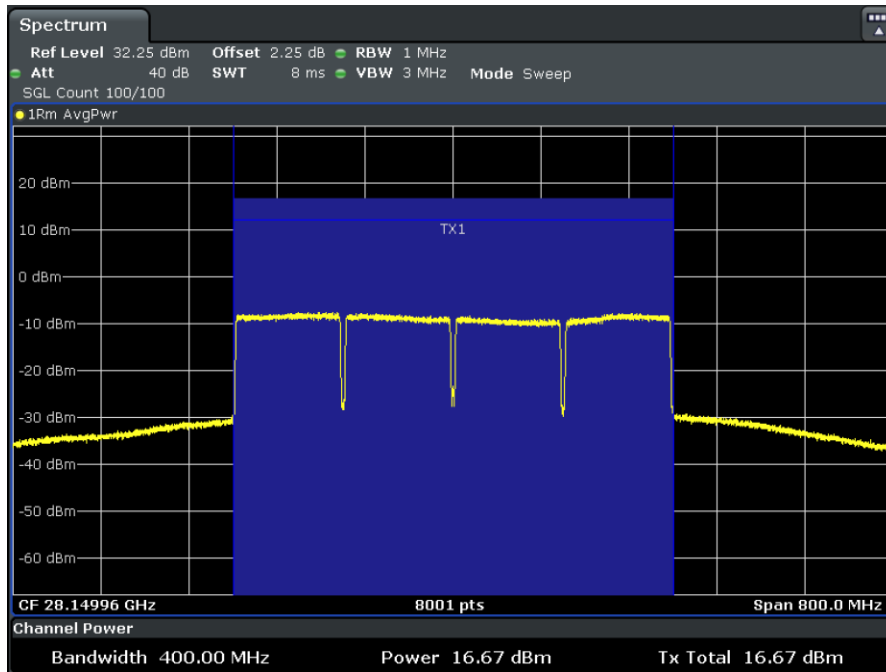 Spectrum
Ref Level 32.25 dBm Offset 2.25 dB RBW 1 MHz
Att 40 dB SWT 8 ms VBW 3 MHz Mode Sweep
SGL Count 100/100
1Rm AvgPwr
20 dBm
TX1
10 dBm
0 dBm
-10 dBm
-20 dBm
-30 dBm
-40 dBm
-50 dBm
-60 dBm
CF 28.14996 GHz 8001 pts Span 800.0 MHz
Channel Power
Bandwidth 400.00 MHz Power 16.67 dBm Tx Total 16.67 dBm